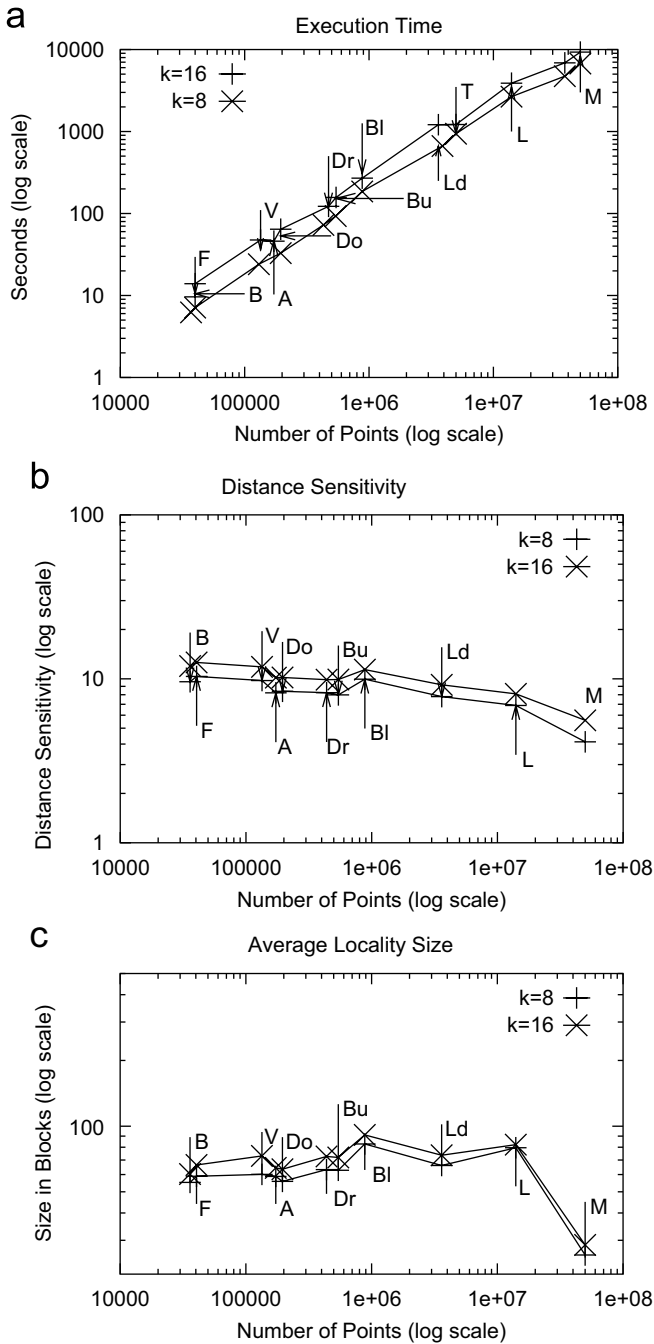 a
Execution Time
10000
1000
100
10
1
Seconds (log scale)
k=16
k=8
F
B
V
A
Do
Dr
Bu
Bl
Ld
T
L
M
10000
100000
1e+06
1e+07
1e+08
Number of Points (log scale)
b
Distance Sensitivity
100
10
1
Distance Sensitivity (log scale)
k=8
k=16
B
F
V
A
Do
Dr
Bu
Bl
Ld
L
M
10000
100000
1e+06
1e+07
1e+08
Number of Points (log scale)
c
Average Locality Size
100
Size in Blocks (log scale)
k=8
k=16
B
F
V
A
Do
Dr
Bu
Bl
Ld
L
M
10000
100000
1e+06
1e+07
1e+08
Number of Points (log scale)